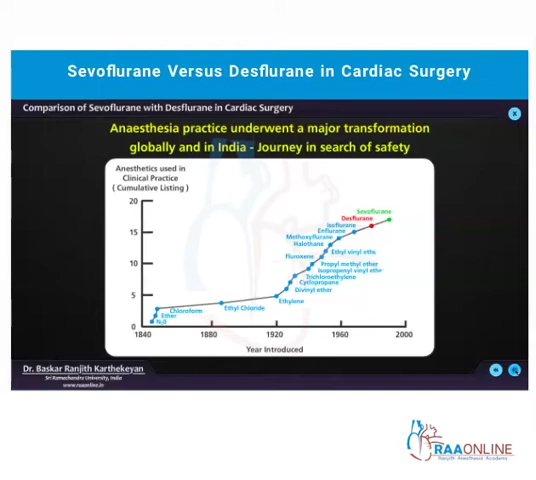 Sevoflurane Versus Desflurane in Cardiac Surgery
Comparison of Sevoflurane with Desflurane in Cardiac Surgery
x
Anaesthesia practice underwent a major transformation
globally and in India - Journey in search of safety
Anesthetics used in
Clinical Practice
( Cumulative Listing )
20
15
10
5
0
Sevoflurane
Desflurane
Isoflurane
Enflurane
Methoxyflurane
Halothane
Ethyl vinyl eths
Fluroxene
Propyl methyl ether
Isopropenyl vinyl ethr
Trichloroethylene
Cyclopropane
Divinyl ether
Ethylene
Ethyl Chloride
Chloroform
Ether
N₂0
1840
1880
1920
1960
2000
Year Introduced
Dr. Baskar Ranjith Karthekeyan
Sri Ramachandra University, India
www.raaonline.in
RAAONLINE
Ranjith Anesthesia Academy